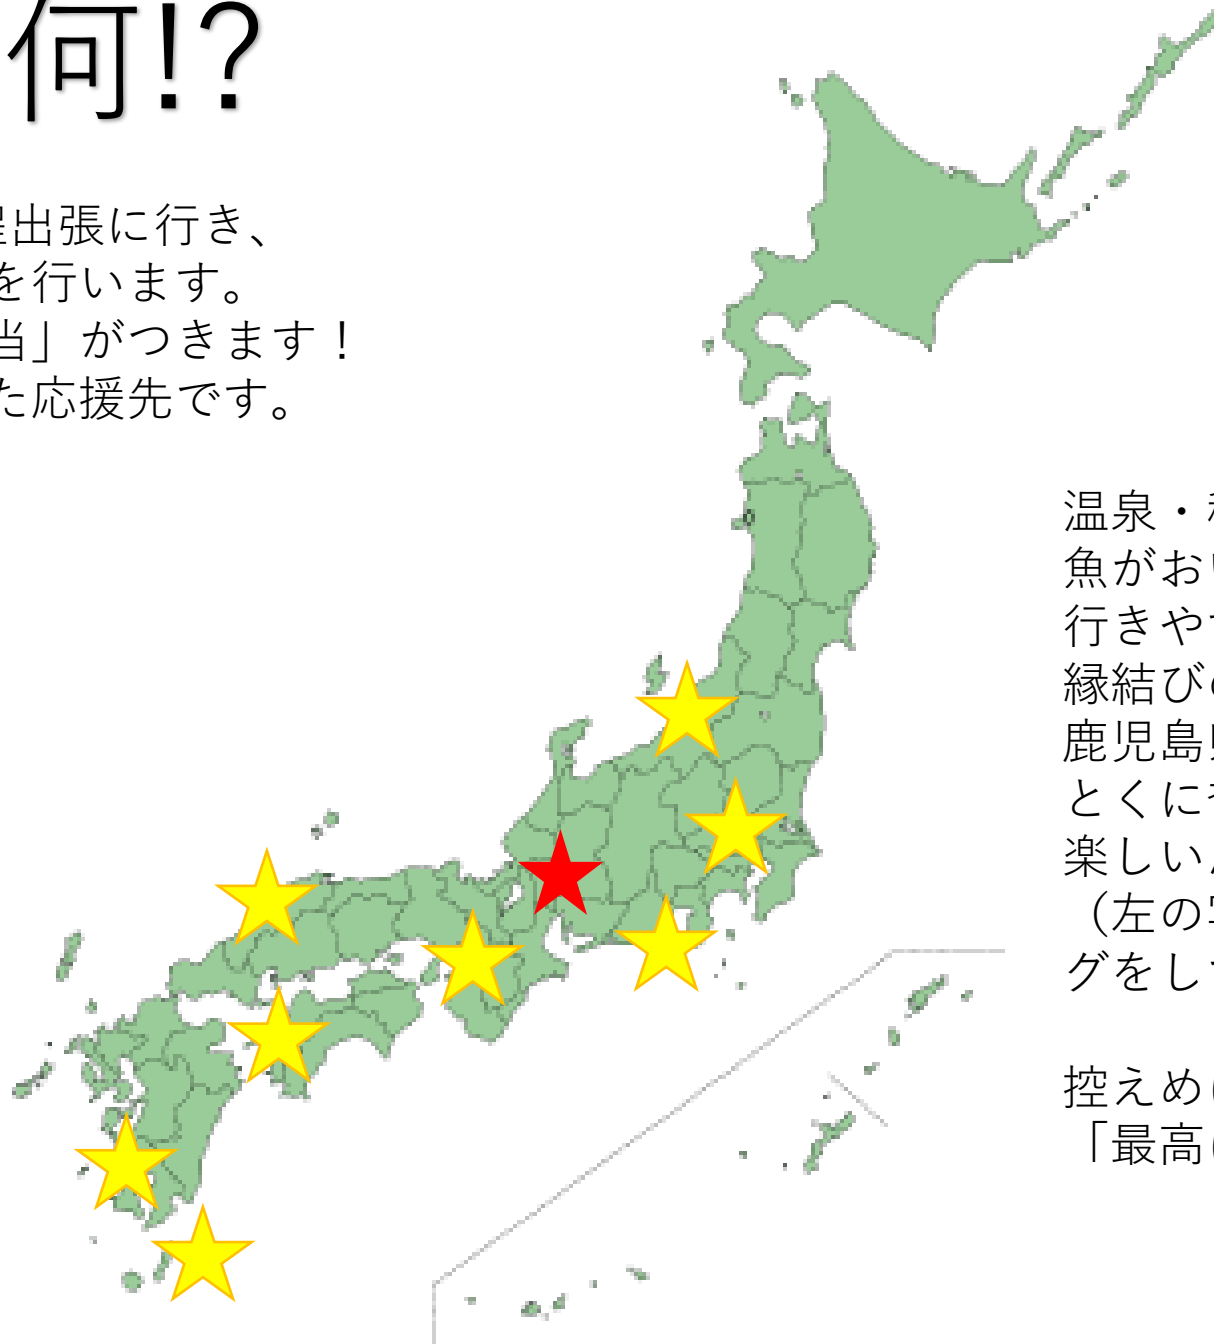 何!?
出張に行き、
を行います。
当」がつきます！
た応援先です。
温泉・
魚がお
行きや
縁結び
鹿児島
とくに
楽しい
（左の
グをし

控えめ
「最高